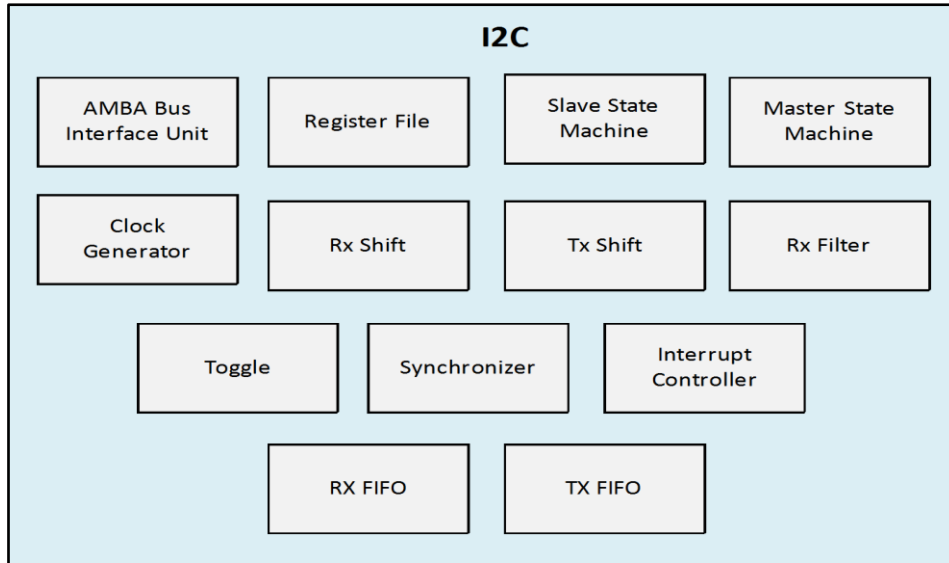 I2C
AMBA Bus
Interface Unit
Register File
Slave State
Machine
Master State
Machine
Clock
Generator
Rx Shift
Tx Shift
Rx Filter
Toggle
Synchronizer
Interrupt
Controller
RX FIFO
TX FIFO